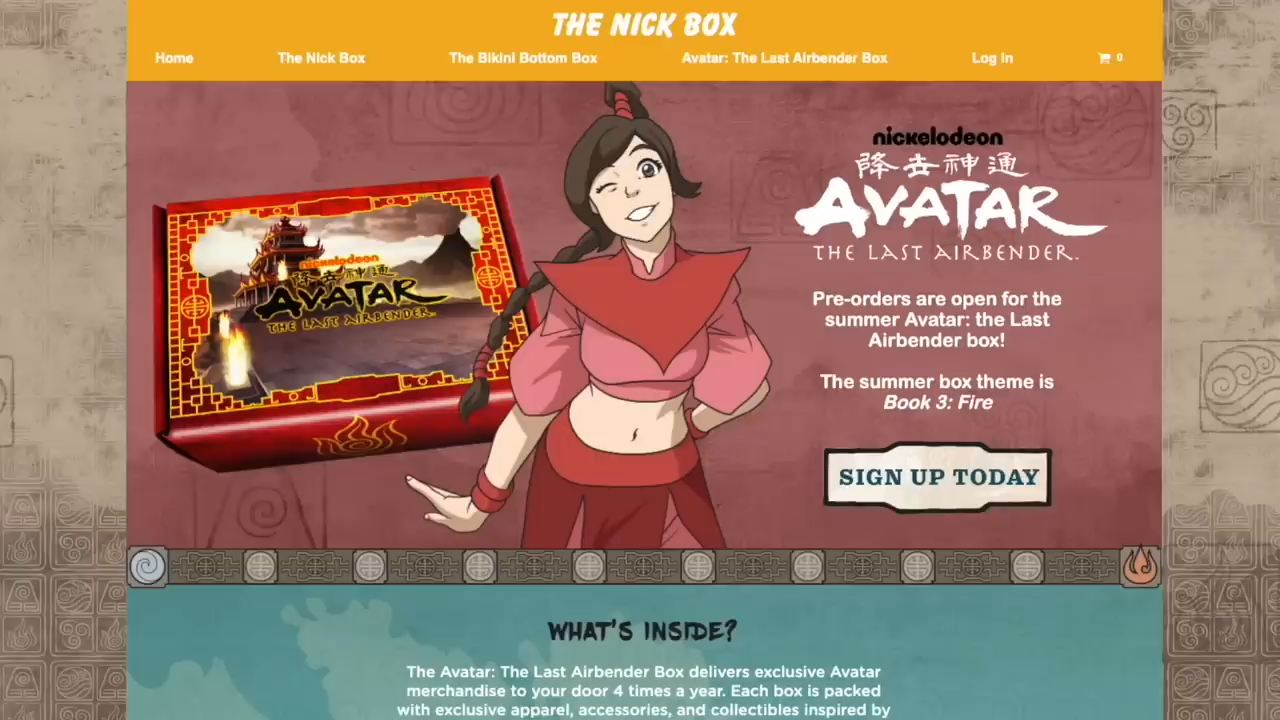 THE NICK BOX
Home
The Nick Box
The Bikini Bottom Box
Avatar: The Last Airbender Box
Log In
0
nickelodeon
降去神通
AVATAR
THE LAST AIRBENDER.
nickelodeon
降去神通
AVATAR
THE LAST AIRBENDER.
Pre-orders are open for the
summer Avatar: the Last
Airbender box!
The summer box theme is
Book 3: Fire
SIGN UP TODAY
WHAT'S INSIDE?
The Avatar: The Last Airbender Box delivers exclusive Avatar
merchandise to your door 4 times a year. Each box is packed
with exclusive apparel, accessories, and collectibles inspired by